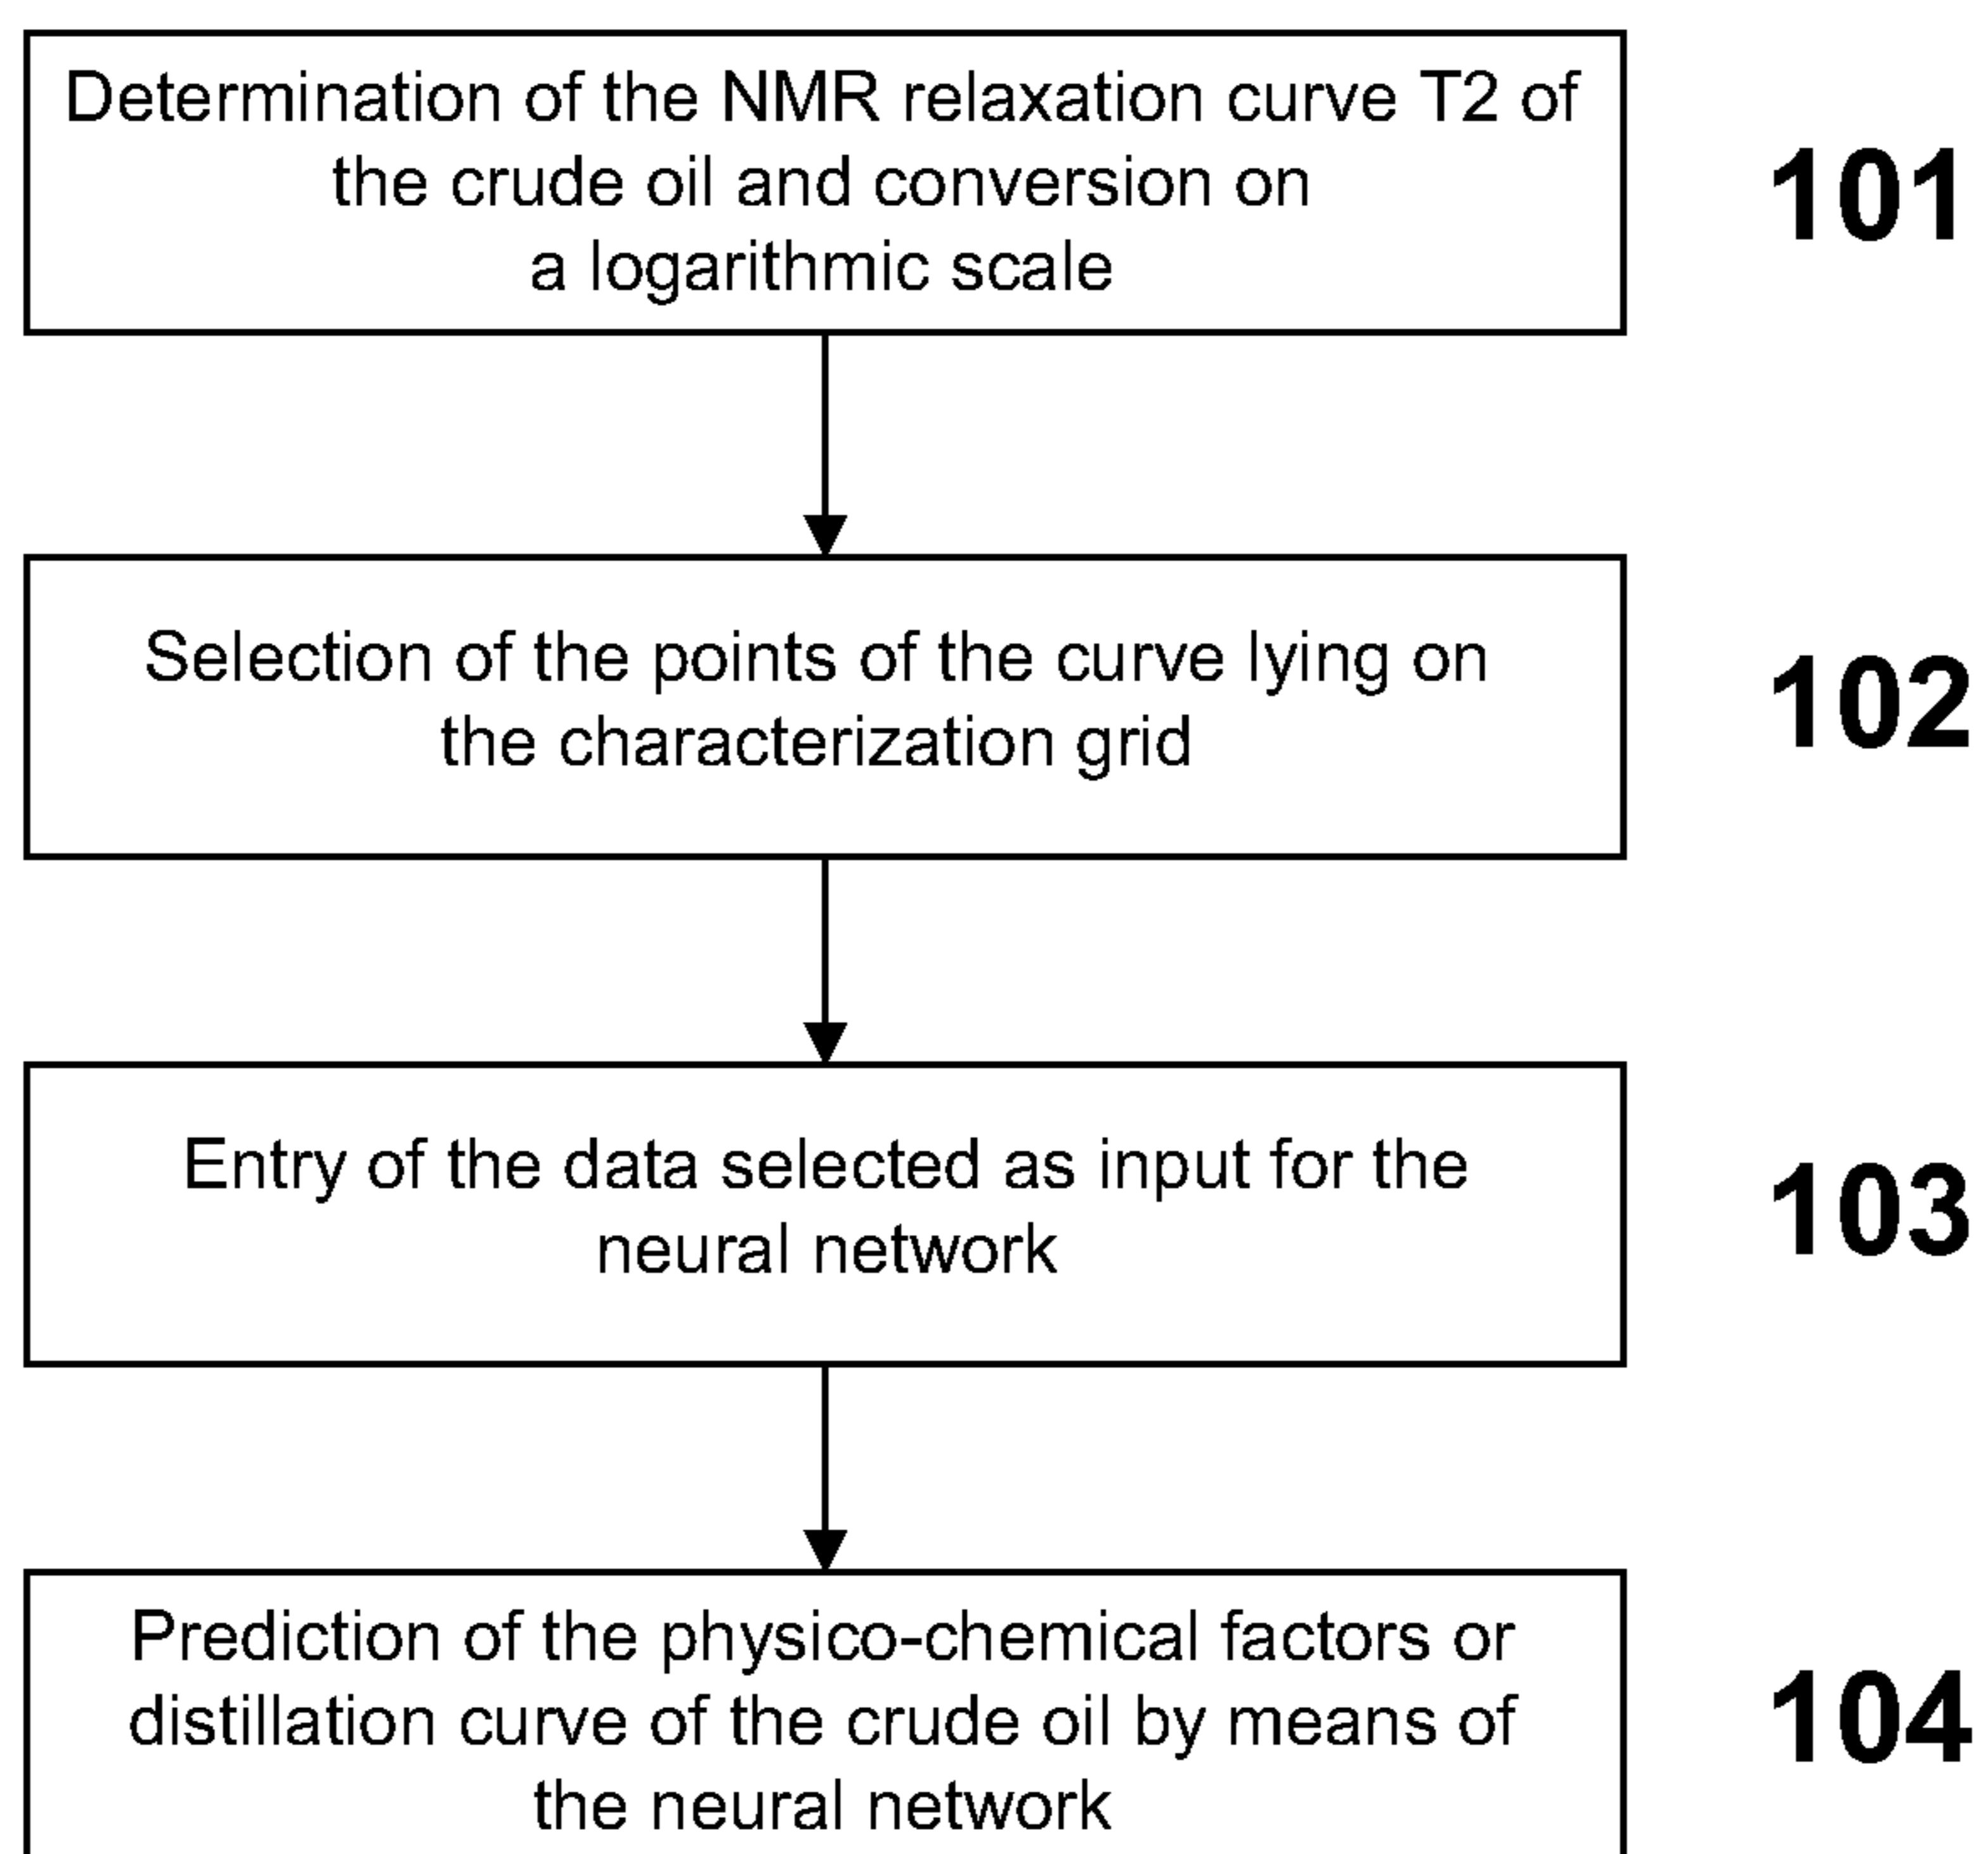 Determination of the NMR relaxation curve T2 of
the crude oil and conversion on
a logarithmic scale
101
Selection of the points of the curve lying on
the characterization grid
102
Entry of the data selected as input for the
neural network
103
Prediction of the physico-chemical factors or
distillation curve of the crude oil by means of
the neural network
104